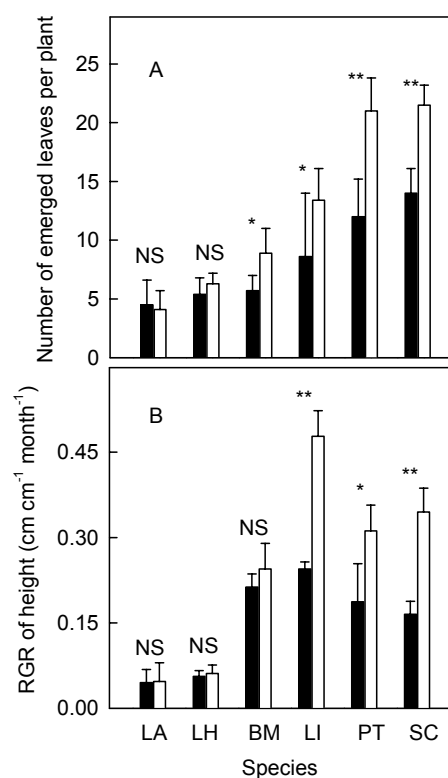 Number of emerged leaves per plant
A
25
20
15
10
5
0
NS
NS
*
*
**
**
RGR of height (cm cm⁻¹ month⁻¹)
B
0.45
0.30
0.15
0.00
NS
NS
NS
**
*
**
LA LH BM LI PT SC
Species